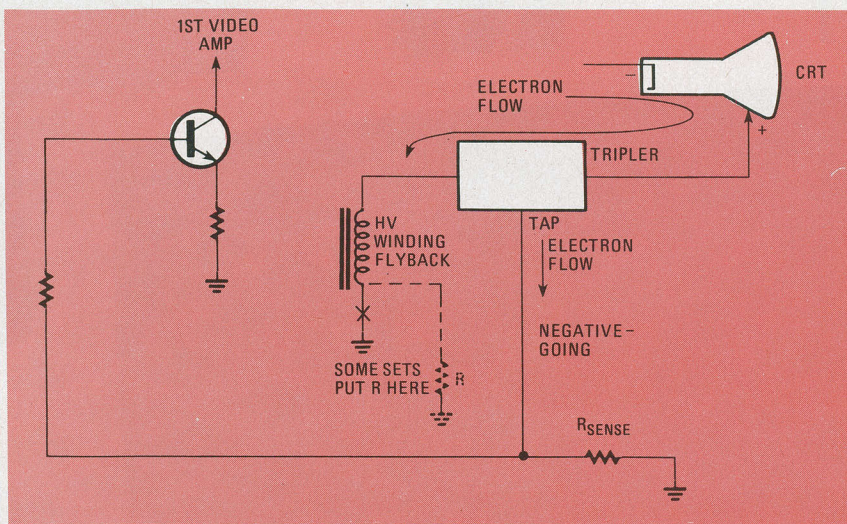 1ST VIDEO
AMP
CRT
−
+
ELECTRON
FLOW
TRIPLER
TAP
ELECTRON
FLOW
HV
WINDING
FLYBACK
NEGATIVE-
GOING
SOME SETS
PUT R HERE
R
RSENSE